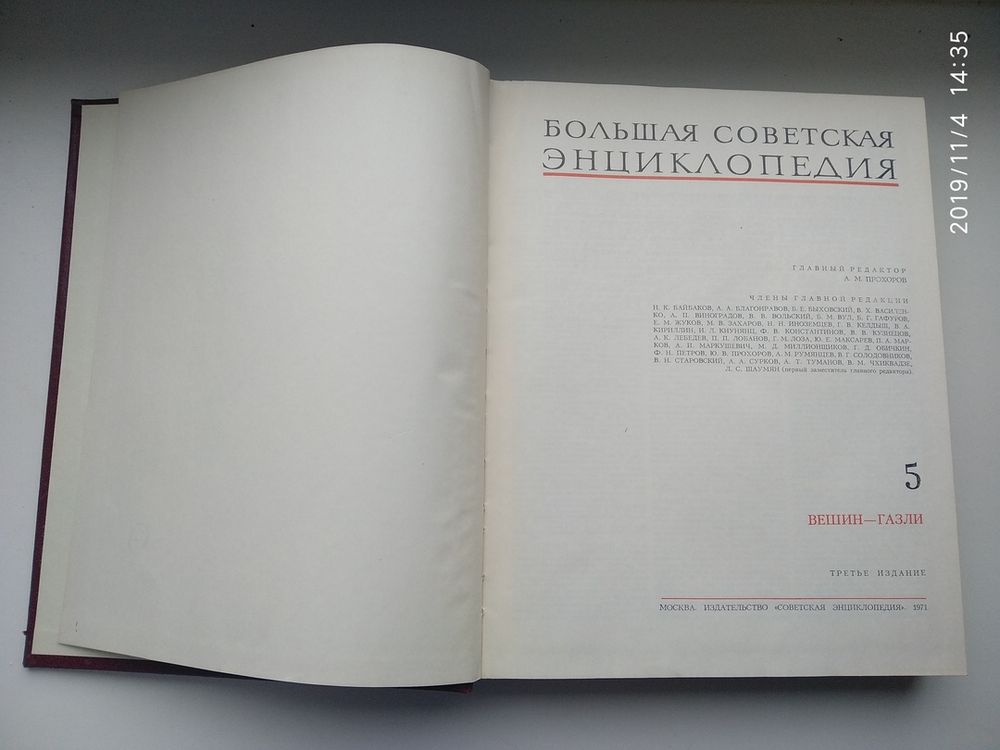 БОЛЬШАЯ СОВЕТСКАЯ
ЭНЦИКЛОПЕДИЯ
ГЛАВНЫЙ РЕДАКТОР
А. М. ПРОХОРОВ
ЧЛЕНЫ ГЛАВНОЙ РЕДАКЦИИ
Н. К. БАЙБАКОВ, А. А. БЛАГОНРАВОВ, Б. Е. БЫХОВСКИЙ, В. Х. ВАСИЛЕН-
КО, А. П. ВИНОГРАДОВ, В. В. ВОЛЬСКИЙ, Б. М. ВУЛ, Б. Г. ГАФУРОВ,
Е. М. ЖУКОВ, М. В. ЗАХАРОВ, Н. Н. ИНОЗЕМЦЕВ, Г. В. КЕЛДЫШ, В. А.
КИРИЛЛИН, И. Л. КНУНЯНЦ, Ф. В. КОНСТАНТИНОВ, В. В. КУЗНЕЦОВ,
А. К. ЛЕБЕДЕВ, П. П. ЛОБАНОВ, Г. М. ЛОЗА, Ю. Е. МАКСАРЕВ, П. А. МАР-
КОВ, А. И. МАРКУШЕВИЧ, М. Д. МИЛЛИОНЩИКОВ, Г. Д. ОБИЧКИН,
Ф. Н. ПЕТРОВ, Ю. В. ПРОХОРОВ, А. М. РУМЯНЦЕВ, В. Г. СОЛОДОВНИКОВ,
В. Н. СТАРОВСКИЙ, А. А. СУРКОВ, А. Т. ТУМАНОВ, В. М. ЧХИКВАДЗЕ,
Л. С. ШАУМЯН (первый заместитель главного редактора).
5
ВЕШИН—ГАЗЛИ
ТРЕТЬЕ ИЗДАНИЕ
МОСКВА. ИЗДАТЕЛЬСТВО «СОВЕТСКАЯ ЭНЦИКЛОПЕДИЯ». 1971
2019/11/4 14:35